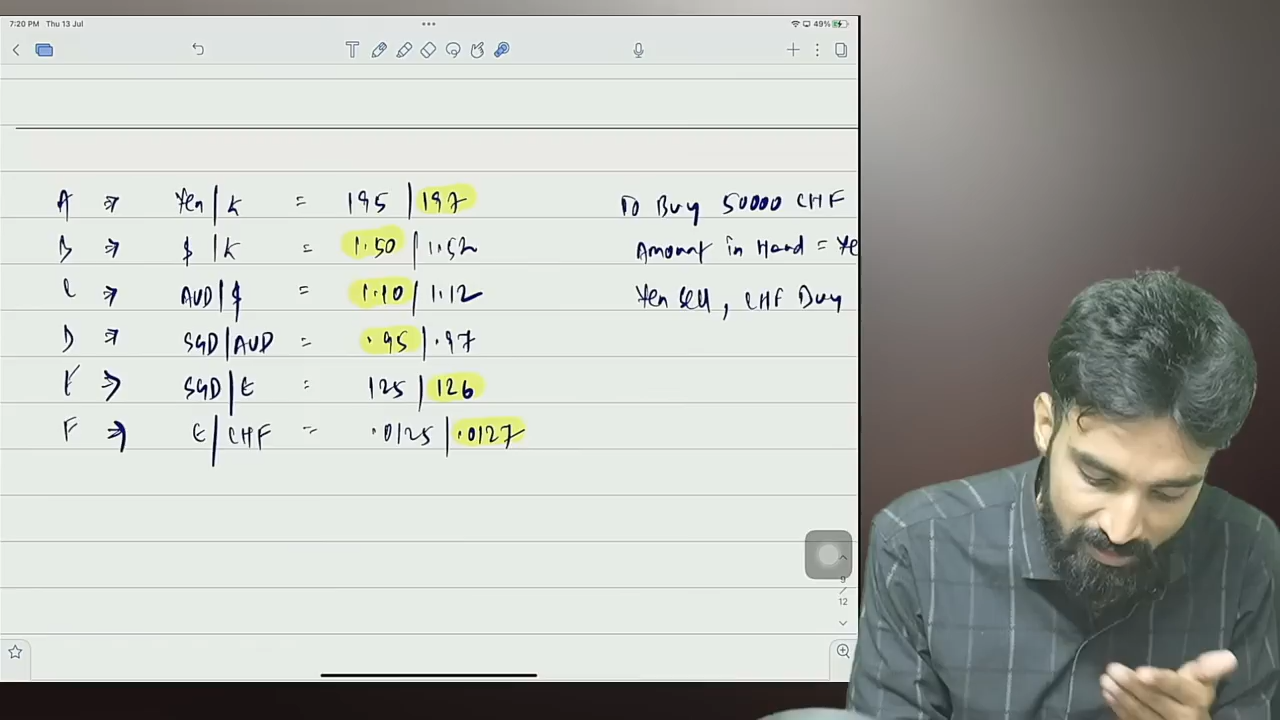 7:20 PM Thu 13 Jul
49%
T
A ⇒ Yen | £ = 195 | 197
B ⇒ $ | £ = 1.50 | 1.52
C ⇒ AUD | $ = 1.10 | 1.12
D ⇒ SGD | AUD = .95 | .97
E ⇒ SGD | € = 125 | 126
F ⇒ € | CHF = .0125 | .0127
To Buy 50000 CHF
Amount in Hand = Ye
Yen Sell, CHF Buy
9
12